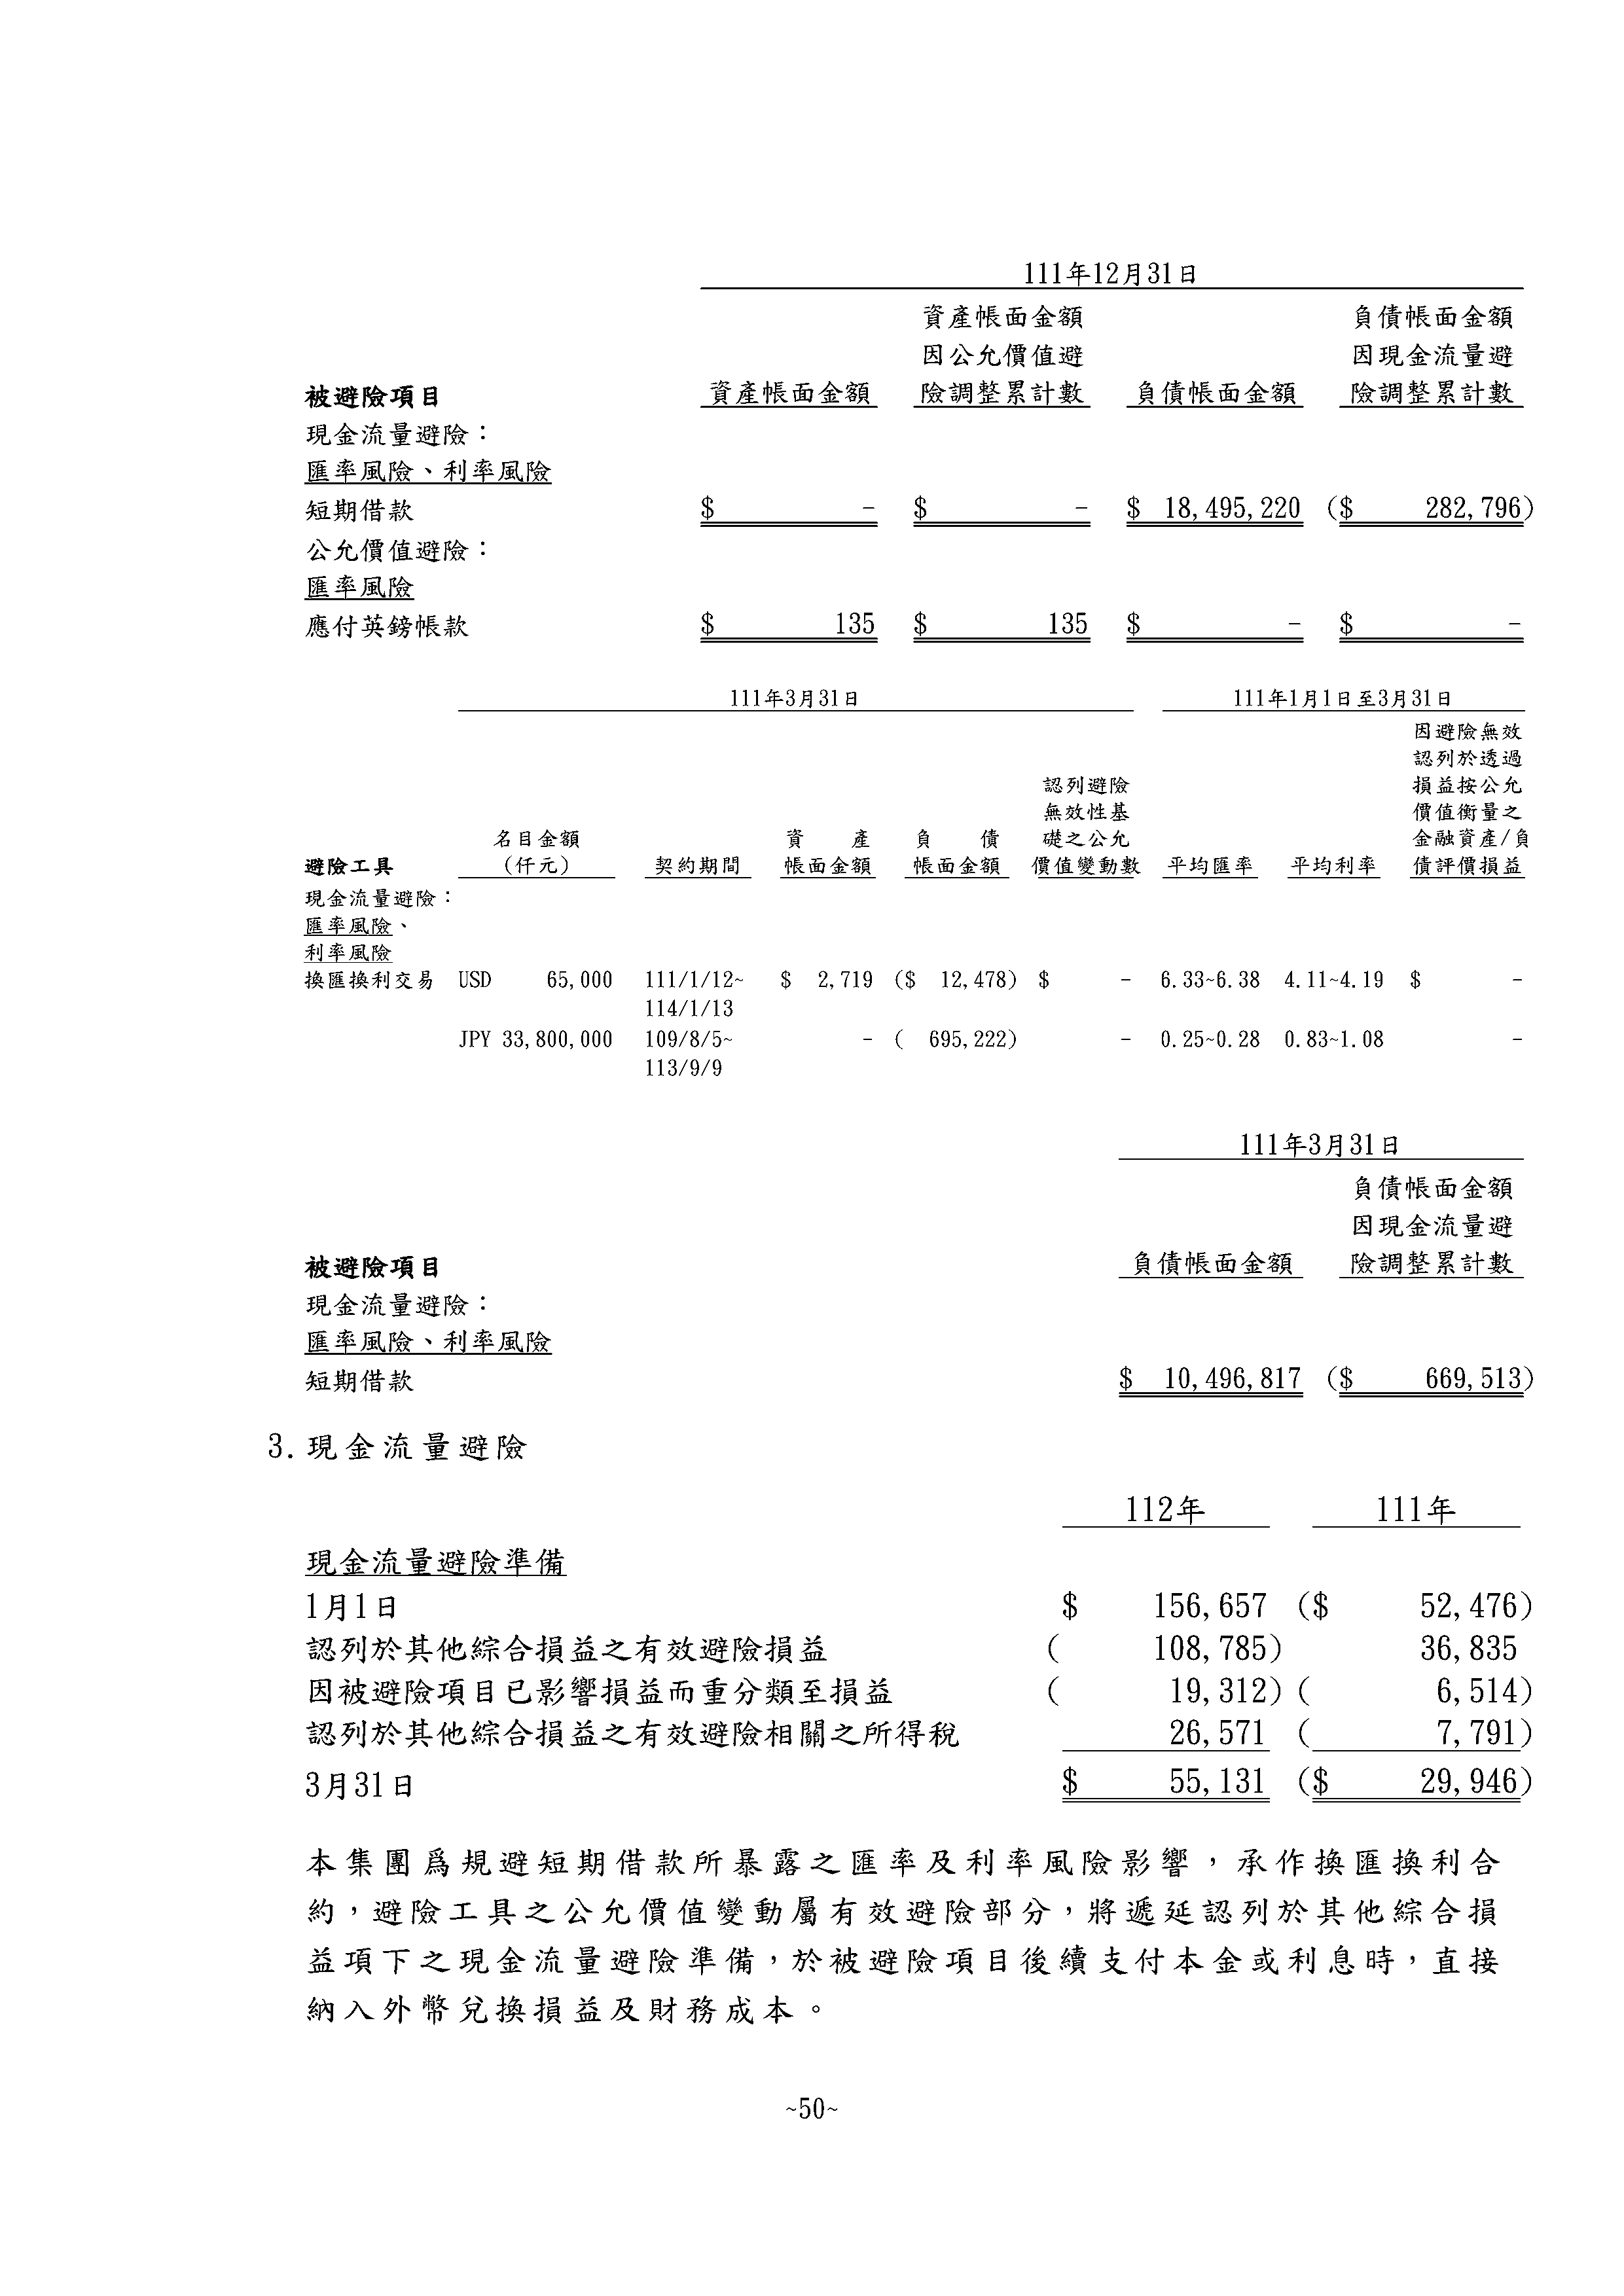 111年12月31日
資產帳面金額 負債帳面金額
因公允價值避 因現金流量避
被避險項目 資產帳面金額 險調整累計數 負債帳面金額 險調整累計數
現金流量避險：
匯率風險、利率風險
短期借款 $ - $ - $ 18,495,220 ($ 282,796)
公允價值避險：
匯率風險
應付英鎊帳款 $ 135 $ 135 $ - $ -
111年3月31日 111年1月1日至3月31日
因避險無效
認列於透過
認列避險 損益按公允
無效性基 價值衡量之
名目金額 資產 負債 礎之公允 金融資產/負
避險工具 (仟元) 契約期間 帳面金額 帳面金額 價值變動數 平均匯率 平均利率 債評價損益
現金流量避險：
匯率風險、
利率風險
換匯換利交易 USD 65,000 111/1/12~ $ 2,719 ($ 12,478) $ - 6.33~6.38 4.11~4.19 $ -
114/1/13
JPY 33,800,000 109/8/5~ - ( 695,222) - 0.25~0.28 0.83~1.08 -
113/9/9
111年3月31日
負債帳面金額
因現金流量避
被避險項目 負債帳面金額 險調整累計數
現金流量避險：
匯率風險、利率風險
短期借款 $ 10,496,817 ($ 669,513)
3.現金流量避險
112年 111年
現金流量避險準備
1月1日 $ 156,657 ($ 52,476)
認列於其他綜合損益之有效避險損益 ( 108,785) 36,835
因被避險項目已影響損益而重分類至損益 ( 19,312) ( 6,514)
認列於其他綜合損益之有效避險相關之所得稅 26,571 ( 7,791)
3月31日 $ 55,131 ($ 29,946)
本集團為規避短期借款所暴露之匯率及利率風險影響，承作換匯換利合
約，避險工具之公允價值變動屬有效避險部分，將遞延認列於其他綜合損
益項下之現金流量避險準備，於被避險項目後續支付本金或利息時，直接
納入外幣兌換損益及財務成本。
~50~